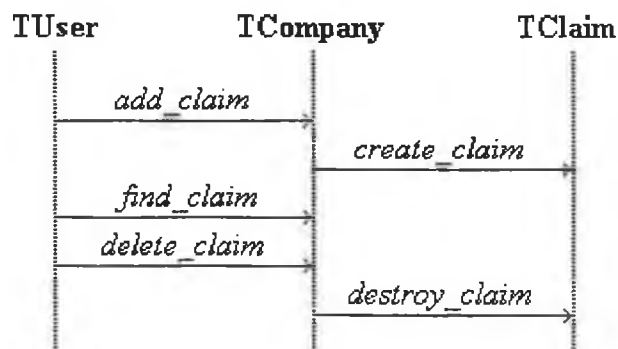 TUser TCompany TClaim
add_claim
create_claim
find_claim
delete_claim
destroy_claim